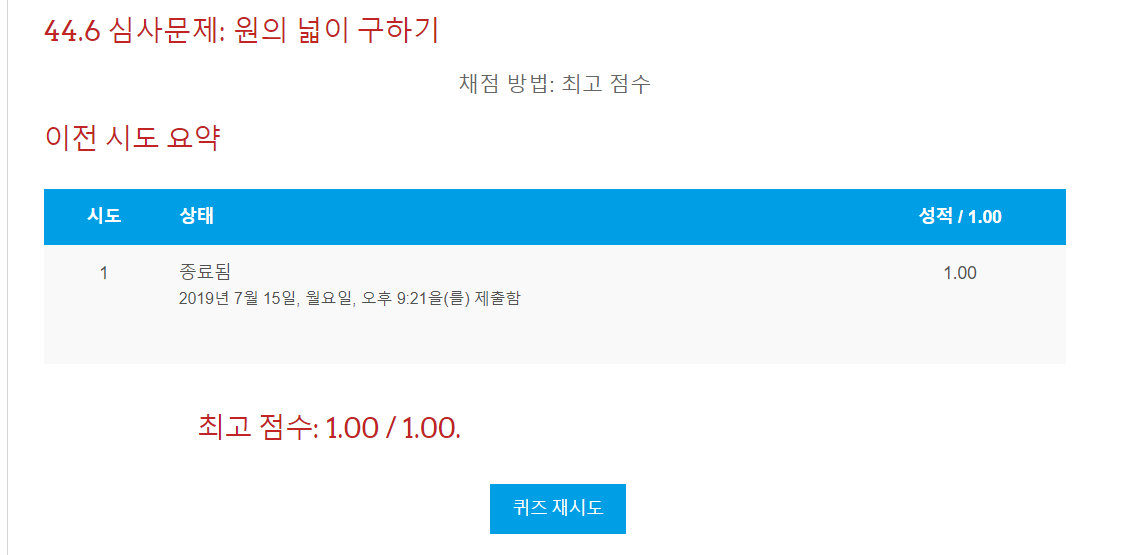 44.6 심사문제: 원의 넓이 구하기
채점 방법: 최고 점수
이전 시도 요약
시도 상태 성적 / 1.00
1 종료됨 1.00
2019년 7월 15일, 월요일, 오후 9:21을(를) 제출함
최고 점수: 1.00 / 1.00.
퀴즈 재시도